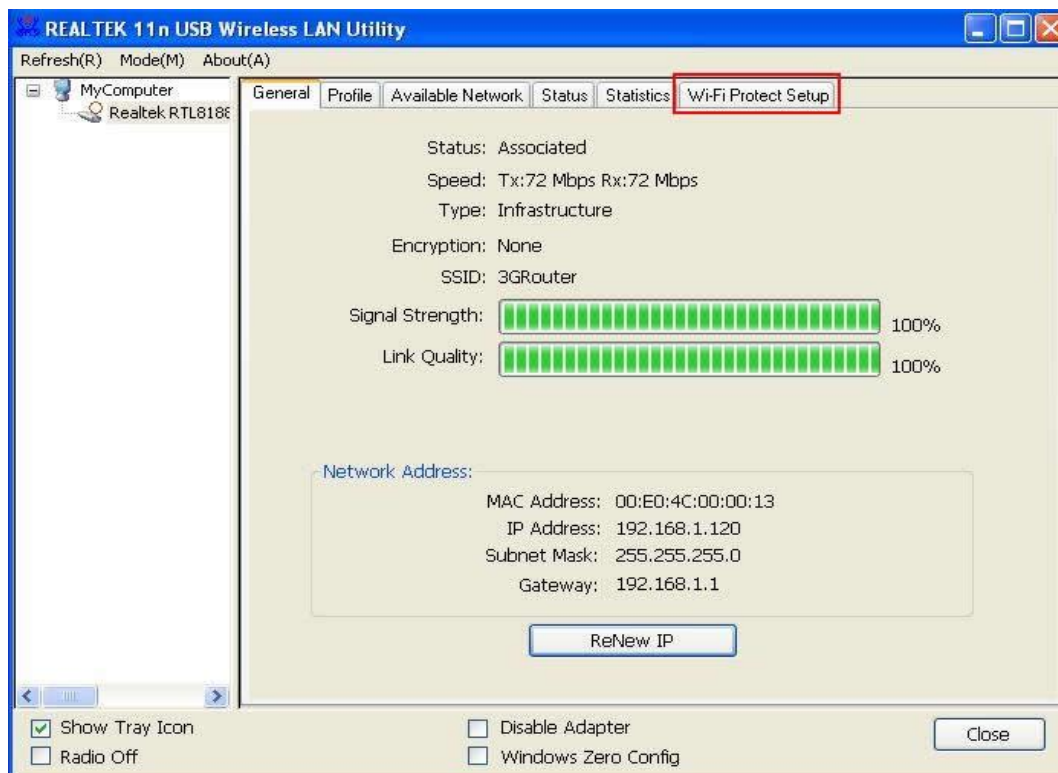 REALTEK 11n USB Wireless LAN Utility
Refresh(R) Mode(M) About(A)
MyComputer
Realtek RTL8188
General Profile Available Network Status Statistics Wi-Fi Protect Setup
Status: Associated
Speed: Tx:72 Mbps Rx:72 Mbps
Type: Infrastructure
Encryption: None
SSID: 3GRouter
Signal Strength: 100%
Link Quality: 100%
Network Address:
MAC Address: 00:E0:4C:00:00:13
IP Address: 192.168.1.120
Subnet Mask: 255.255.255.0
Gateway: 192.168.1.1
ReNew IP
Show Tray Icon Disable Adapter Close
Radio Off Windows Zero Config